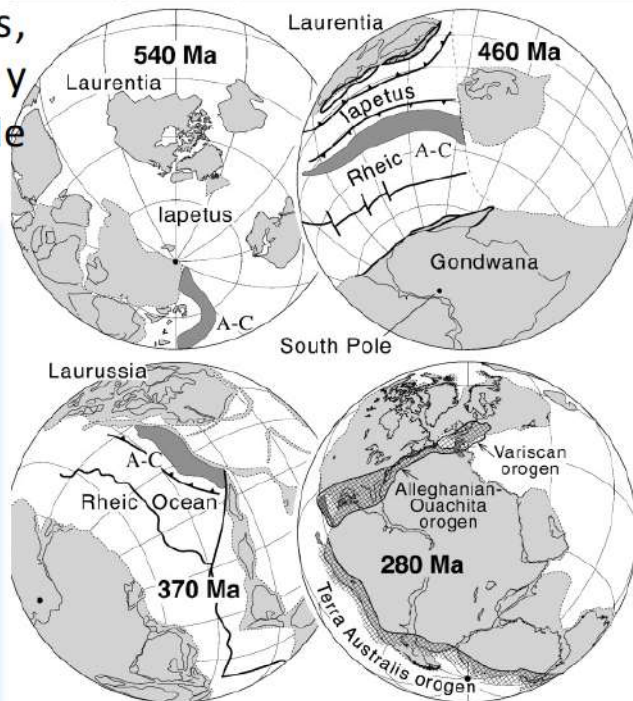 s,
y
e
540 Ma
Laurentia
Iapetus
A-C
Laurentia
460 Ma
Iapetus
A-C
Rheic
Gondwana
South Pole
Laurussia
A-C
Rheic Ocean
370 Ma
Variscan
orogen
Alleghanian-
Ouachita
orogen
280 Ma
Terra Australis orogen